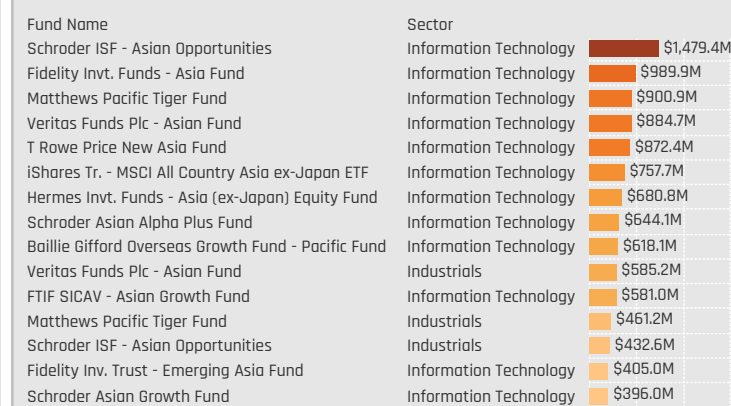 Fund Name Sector
Schroder ISF - Asian Opportunities Information Technology $1,479.4M
Fidelity Invt. Funds - Asia Fund Information Technology $989.9M
Matthews Pacific Tiger Fund Information Technology $900.9M
Veritas Funds Plc - Asian Fund Information Technology $884.7M
T Rowe Price New Asia Fund Information Technology $872.4M
iShares Tr. - MSCI All Country Asia ex-Japan ETF Information Technology $757.7M
Hermes Invt. Funds - Asia (ex-Japan) Equity Fund Information Technology $680.8M
Schroder Asian Alpha Plus Fund Information Technology $644.1M
Baillie Gifford Overseas Growth Fund - Pacific Fund Information Technology $618.1M
Veritas Funds Plc - Asian Fund Industrials $585.2M
FTIF SICAV - Asian Growth Fund Information Technology $581.0M
Matthews Pacific Tiger Fund Industrials $461.2M
Schroder ISF - Asian Opportunities Industrials $432.6M
Fidelity Inv. Trust - Emerging Asia Fund Information Technology $405.0M
Schroder Asian Growth Fund Information Technology $396.0M